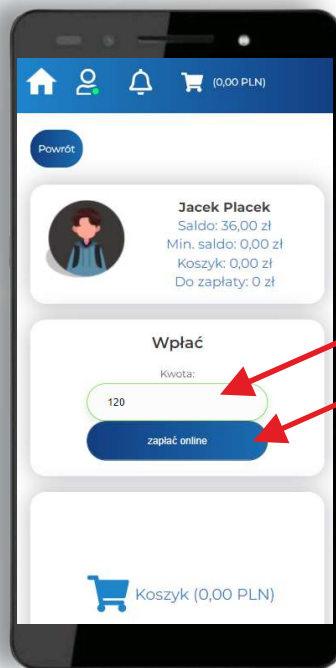 (0,00 PLN)
Powrót
Jacek Placek
Saldo: 36,00 zł
Min. saldo: 0,00 zł
Koszyk: 0,00 zł
Do zapłaty: 0 zł
Wpłać
Kwota:
120
zapłać online
Koszyk (0,00 PLN)